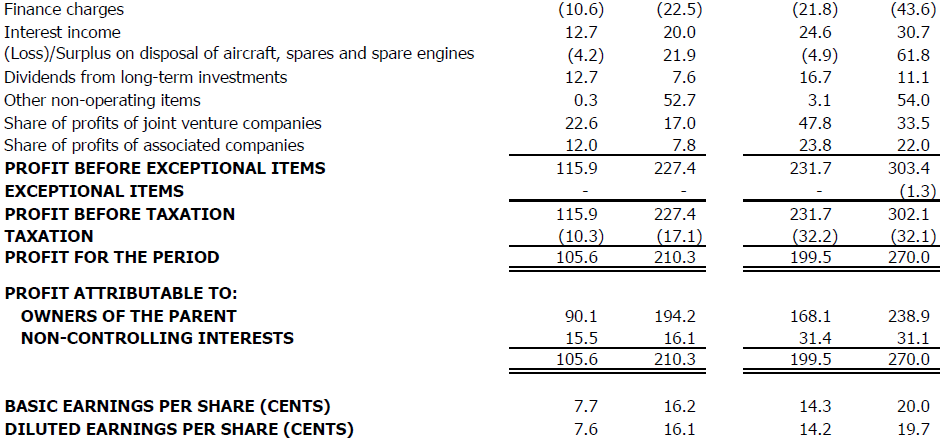 Finance charges (10.6) (22.5) (21.8) (43.6)
Interest income 12.7 20.0 24.6 30.7
(Loss)/Surplus on disposal of aircraft, spares and spare engines (4.2) 21.9 (4.9) 61.8
Dividends from long-term investments 12.7 7.6 16.7 11.1
Other non-operating items 0.3 52.7 3.1 54.0
Share of profits of joint venture companies 22.6 17.0 47.8 33.5
Share of profits of associated companies 12.0 7.8 23.8 22.0
PROFIT BEFORE EXCEPTIONAL ITEMS 115.9 227.4 231.7 303.4
EXCEPTIONAL ITEMS - - - (1.3)
PROFIT BEFORE TAXATION 115.9 227.4 231.7 302.1
TAXATION (10.3) (17.1) (32.2) (32.1)
PROFIT FOR THE PERIOD 105.6 210.3 199.5 270.0
PROFIT ATTRIBUTABLE TO:
OWNERS OF THE PARENT 90.1 194.2 168.1 238.9
NON-CONTROLLING INTERESTS 15.5 16.1 31.4 31.1
105.6 210.3 199.5 270.0
BASIC EARNINGS PER SHARE (CENTS) 7.7 16.2 14.3 20.0
DILUTED EARNINGS PER SHARE (CENTS) 7.6 16.1 14.2 19.7